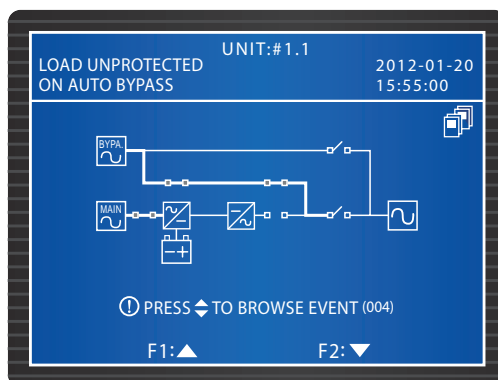 UNIT:#1.1
LOAD UNPROTECTED
ON AUTO BYPASS
2012-01-20
15:55:00
BYPA.
MAIN
PRESS TO BROWSE EVENT (004)
F1:▲ F2:▼